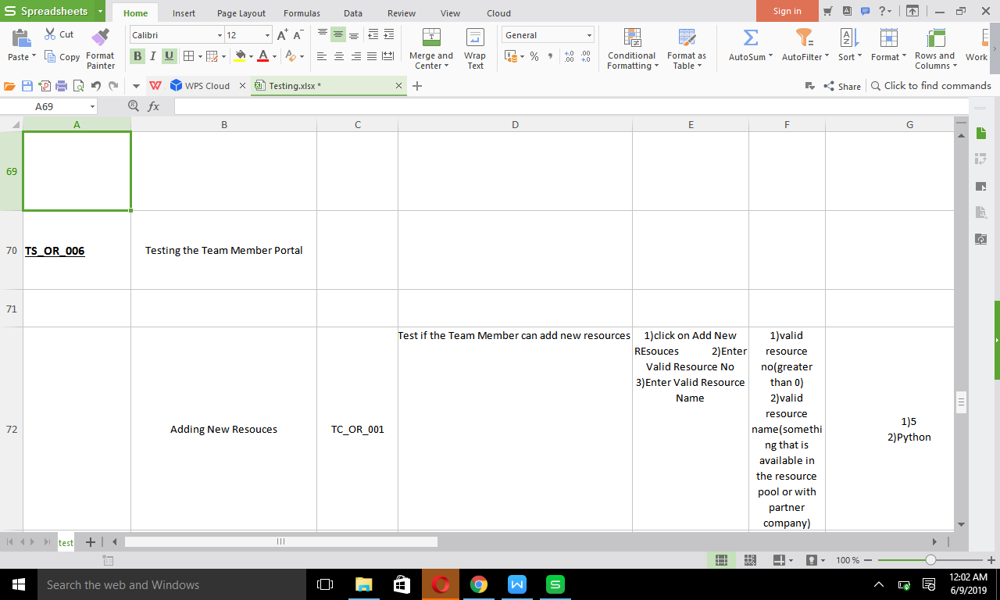 Spreadsheets
Home
Insert
Page Layout
Formulas
Data
Review
View
Cloud
Sign in
Paste
Cut
Copy
Format
Painter
Calibri
12
B I U
Merge and
Center
Wrap
Text
General
Conditional
Formatting
Format as
Table
AutoSum
AutoFilter
Sort
Format
Rows and
Columns
Work
WPS Cloud
Testing.xlsx *
Share
Click to find commands
A69
fx
A B C D E F G
69
70
TS_OR_006
Testing the Team Member Portal
71
72
Adding New Resouces
TC_OR_001
Test if the Team Member can add new resources
1)click on Add New
REsouces 2)Enter
Valid Resource No
3)Enter Valid Resource
Name
1)valid
resource
no(greater
than 0)
2)valid
resource
name(somethi
ng that is
available in
the resource
pool or with
partner
company)
1)5
2)Python
test
100 %
Search the web and Windows
12:02 AM
6/9/2019